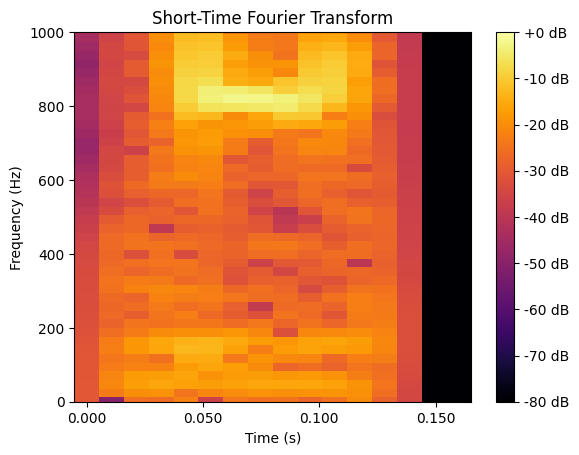 Short-Time Fourier Transform
1000
800
600
400
200
0
Frequency (Hz)
0.000
0.050
0.100
0.150
Time (s)
+0 dB
-10 dB
-20 dB
-30 dB
-40 dB
-50 dB
-60 dB
-70 dB
-80 dB